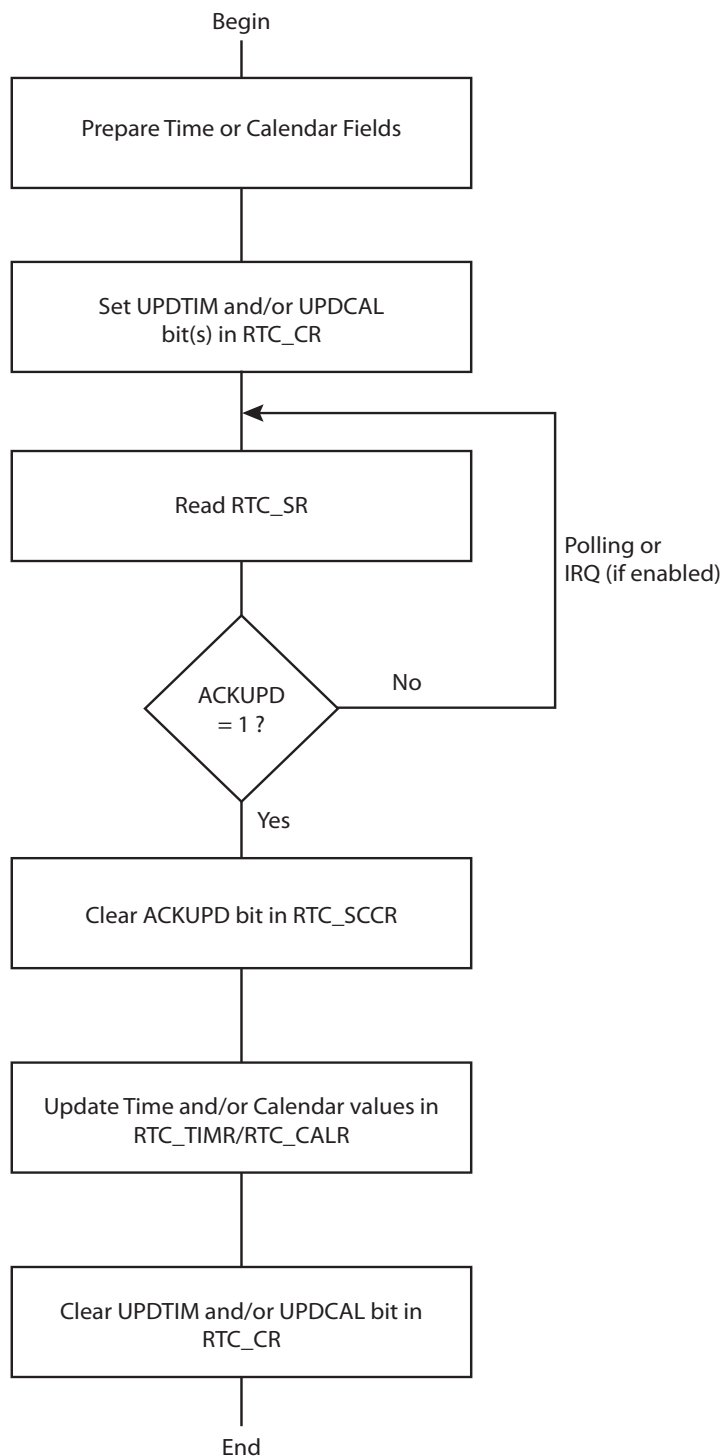 Begin
Prepare Time or Calendar Fields
Set UPDTIM and/or UPDCAL
bit(s) in RTC_CR
Read RTC_SR
Polling or
IRQ (if enabled)
ACKUPD
= 1 ?
No
Yes
Clear ACKUPD bit in RTC_SCCR
Update Time and/or Calendar values in
RTC_TIMR/RTC_CALR
Clear UPDTIM and/or UPDCAL bit in
RTC_CR
End